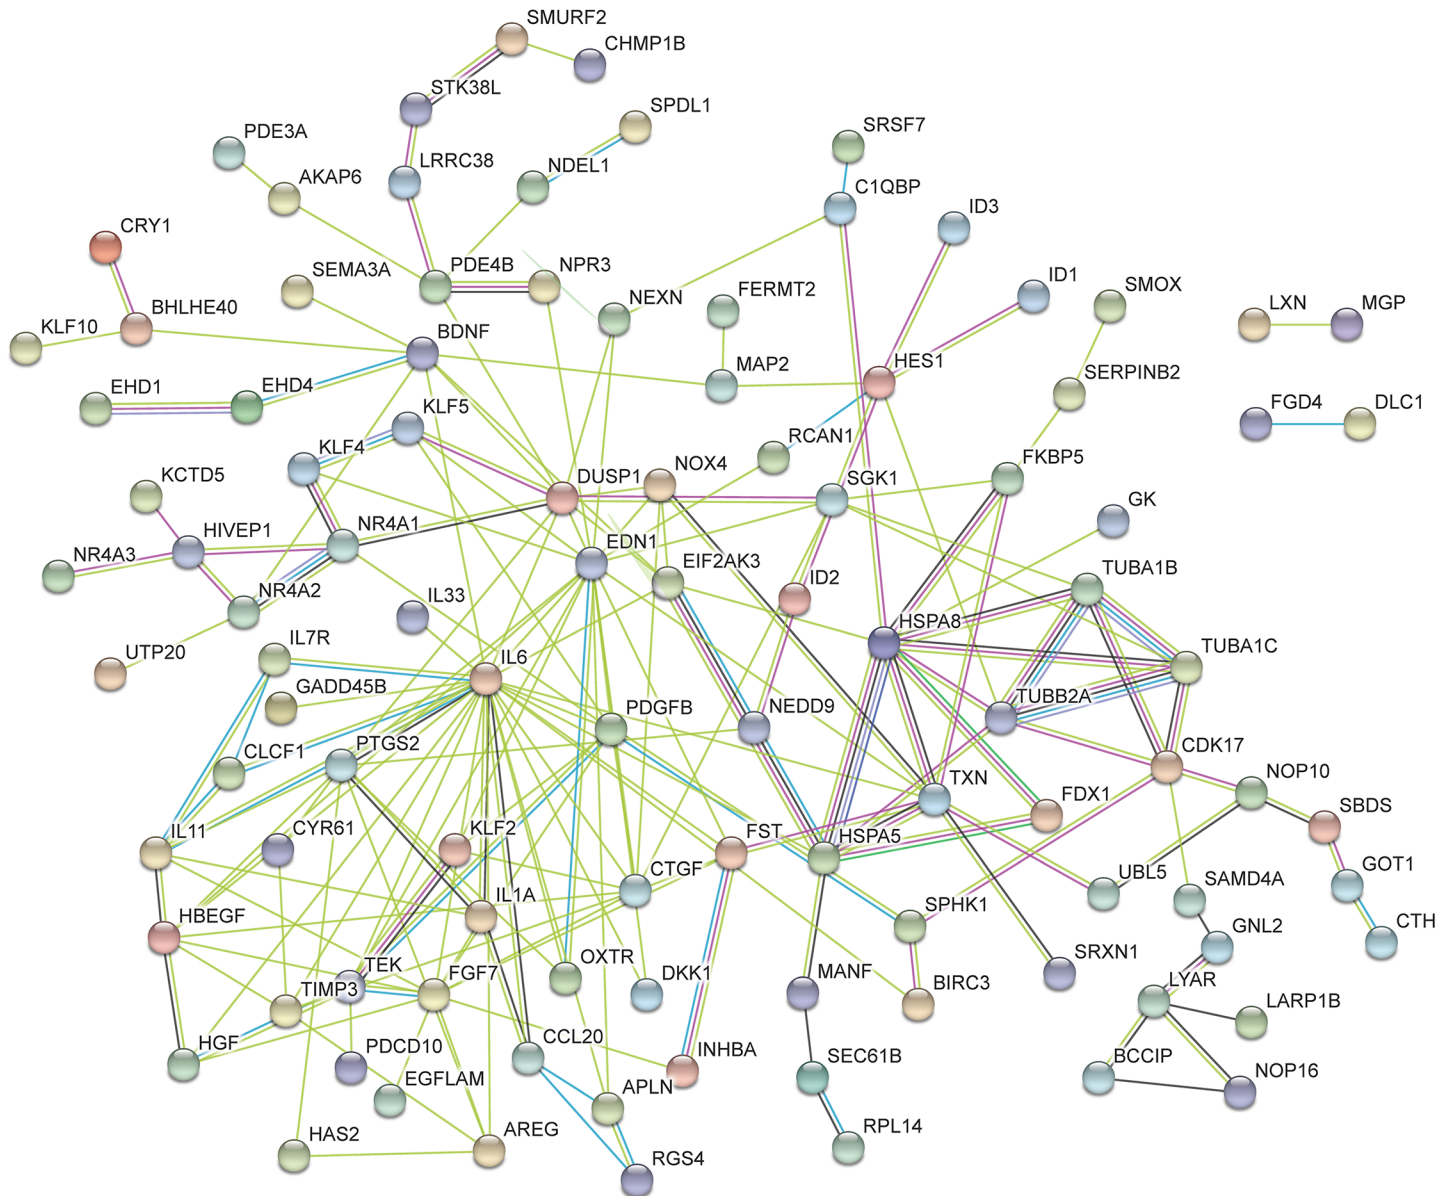 SMURF2
CHMP1B
STK38L
SPDL1
SRSF7
PDE3A
LRRC38
NDEL1
AKAP6
C1QBP
ID3
CRY1
SEMA3A
PDE4B
NPR3
NEXN
FERMT2
ID1
SMOX
LXN
MGP
BHLHE40
KLF10
BDNF
MAP2
HES1
SERPINB2
EHD1
EHD4
FGD4
DLC1
KLF5
RCAN1
KLF4
NOX4
FKBP5
KCTD5
DUSP1
SGK1
GK
HIVEP1
NR4A1
NR4A3
EDN1
EIF2AK3
ID2
TUBA1B
NR4A2
IL33
HSPA8
UTP20
IL7R
IL6
TUBA1C
GADD45B
PDGFB
NEDD9
TUBB2A
CLCF1
PTGS2
CDK17
TXN
NOP10
IL11
CYR61
KLF2
FST
HSPA5
FDX1
SBDS
CTGF
UBL5
GOT1
HBEGF
IL1A
SPHK1
SAMD4A
GNL2
CTH
TEK
FGF7
OXTR
DKK1
MANF
BIRC3
SRXN1
TIMP3
LYAR
LARP1B
HGF
PDCD10
CCL20
INHBA
SEC61B
BCCIP
NOP16
EGFLAM
APLN
HAS2
AREG
RPL14
RGS4